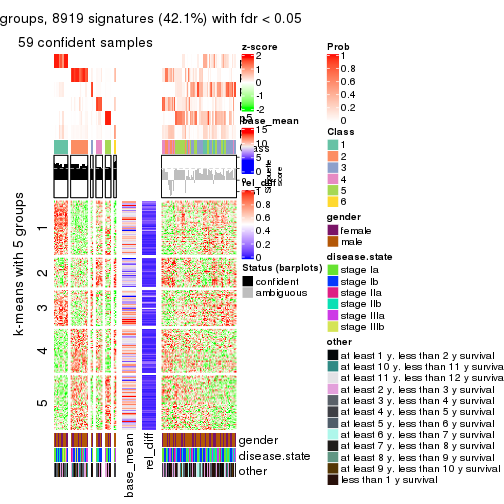 groups, 8919 signatures (42.1%) with fdr < 0.05
59 confident samples
k-means with 5 groups
1
2
3
4
5
p5
base_mean
rel_diff
gender
disease.state
other
Silhouette
score
z-score
2
1
0
-1
-2
base_mean
15
10
5
0
rel_diff
1
0.8
0.6
0.4
0.2
0
Status (barplots)
confident
ambiguous
Prob
1
0.8
0.6
0.4
0.2
0
Class
1
2
3
4
5
6
gender
female
male
disease.state
stage Ia
stage Ib
stage IIa
stage IIb
stage IIIa
stage IIIb
other
at least 1 y. less than 2 y survival
at least 10 y. less than 11 y surviva
at least 11 y. less than 12 y surviva
at least 2 y. less than 3 y survival
at least 3 y. less than 4 y survival
at least 4 y. less than 5 y survival
at least 5 y. less than 6 y survival
at least 6 y. less than 7 y survival
at least 7 y. less than 8 y survival
at least 8 y. less than 9 y survival
at least 9 y. less than 10 y survival
less than 1 y survival